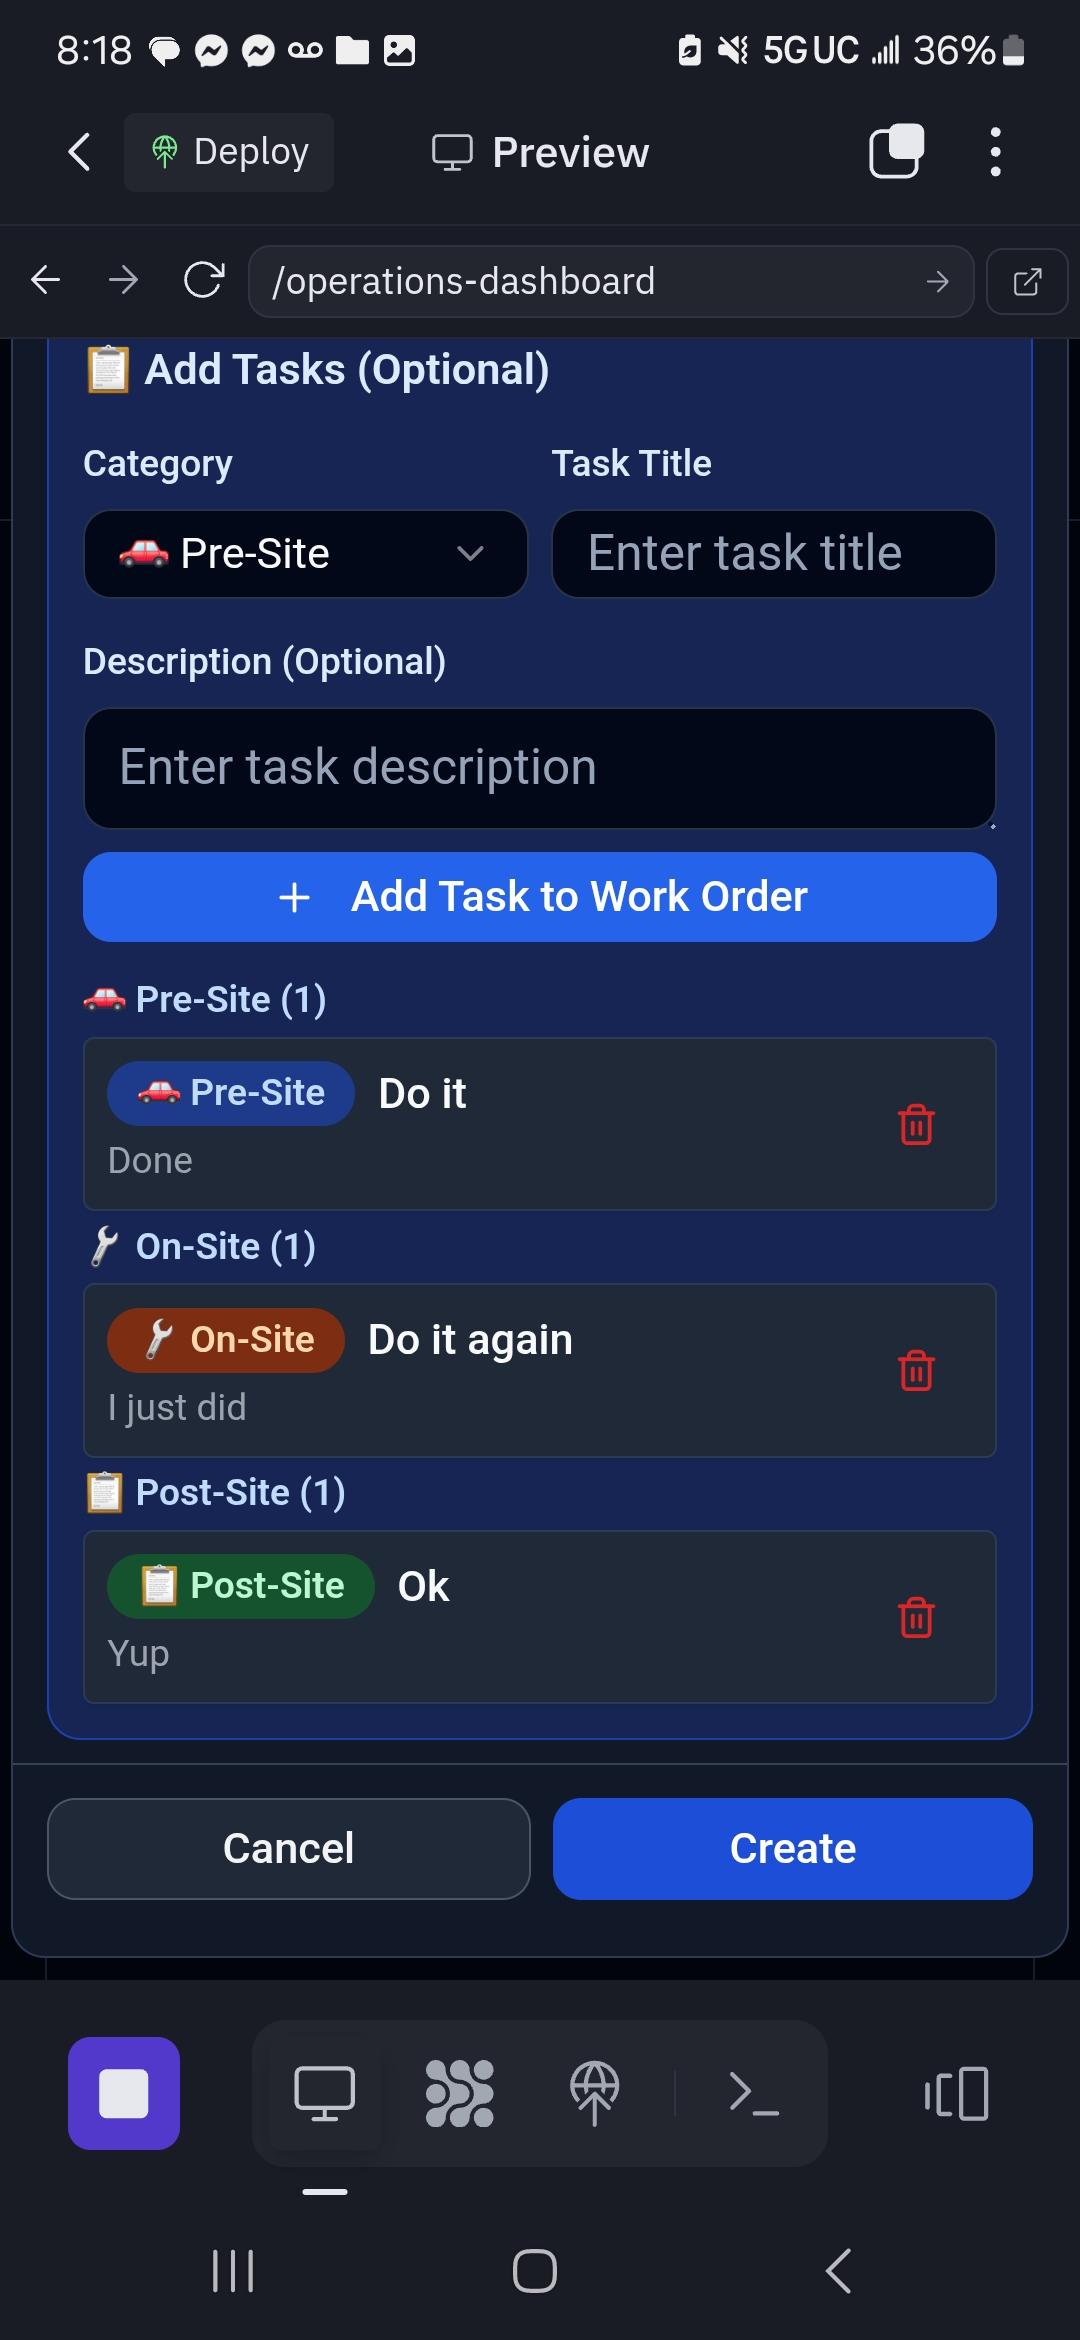 8:18 5G UC 36%
Deploy Preview
/operations-dashboard
Add Tasks (Optional)
Category Task Title
Pre-Site Enter task title
Description (Optional)
Enter task description
Add Task to Work Order
Pre-Site (1)
Pre-Site Do it
Done
On-Site (1)
On-Site Do it again
I just did
Post-Site (1)
Post-Site Ok
Yup
Cancel Create